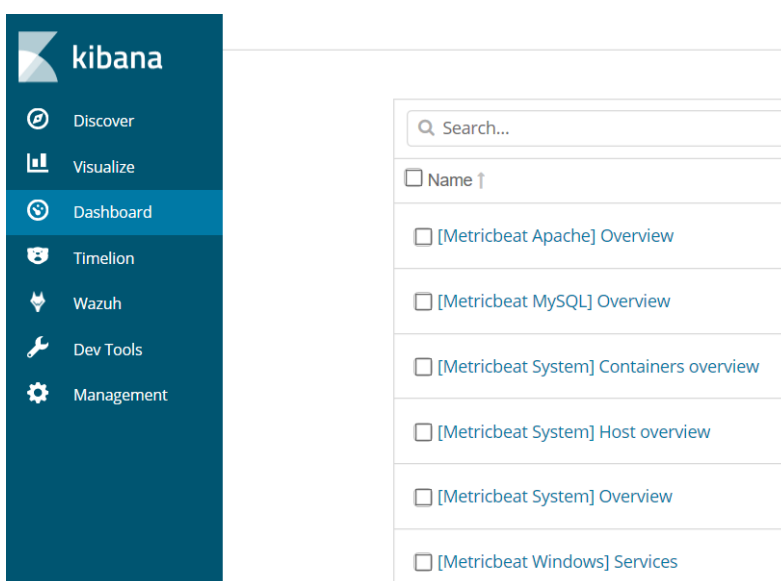 kibana
Discover
Visualize
Dashboard
Timelion
Wazuh
Dev Tools
Management
Search...
Name
[Metricbeat Apache] Overview
[Metricbeat MySQL] Overview
[Metricbeat System] Containers overview
[Metricbeat System] Host overview
[Metricbeat System] Overview
[Metricbeat Windows] Services